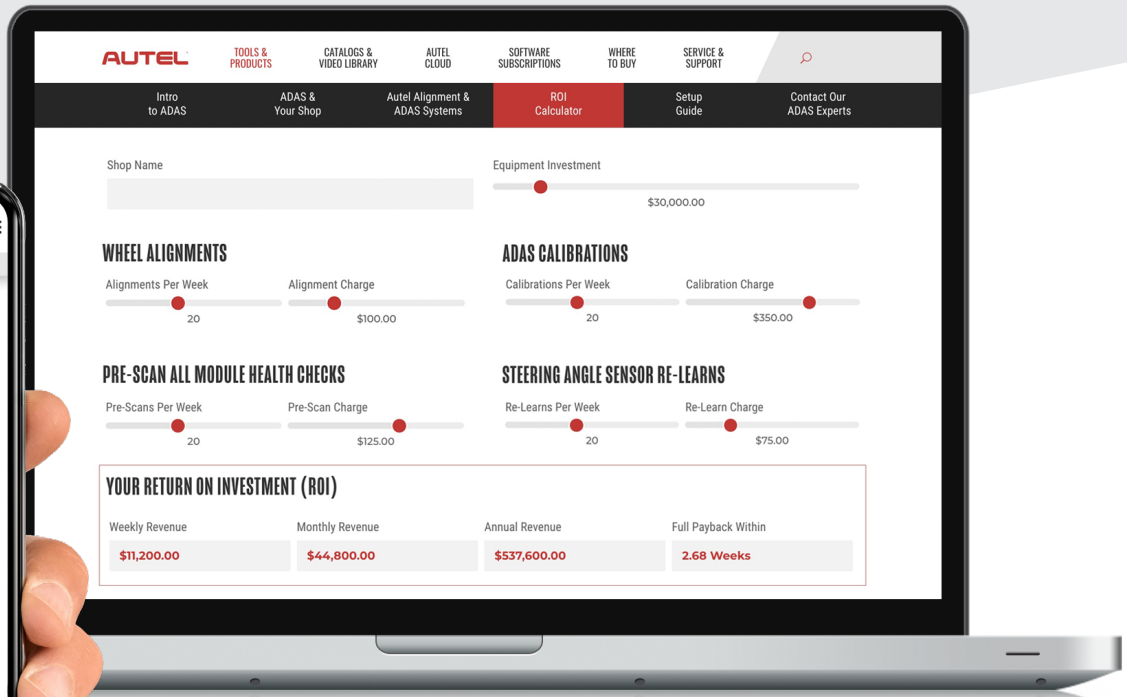 AUTEL
TOOLS &
PRODUCTS
CATALOGS &
VIDEO LIBRARY
AUTEL
CLOUD
SOFTWARE
SUBSCRIPTIONS
WHERE
TO BUY
SERVICE &
SUPPORT
Intro
to ADAS
ADAS &
Your Shop
Autel Alignment &
ADAS Systems
ROI
Calculator
Setup
Guide
Contact Our
ADAS Experts
Shop Name
Equipment Investment
$30,000.00
WHEEL ALIGNMENTS
Alignments Per Week
Alignment Charge
20
$100.00
ADAS CALIBRATIONS
Calibrations Per Week
Calibration Charge
20
$350.00
PRE-SCAN ALL MODULE HEALTH CHECKS
Pre-Scans Per Week
Pre-Scan Charge
20
$125.00
STEERING ANGLE SENSOR RE-LEARNS
Re-Learns Per Week
Re-Learn Charge
20
$75.00
YOUR RETURN ON INVESTMENT (ROI)
Weekly Revenue
Monthly Revenue
Annual Revenue
Full Payback Within
$11,200.00
$44,800.00
$537,600.00
2.68 Weeks